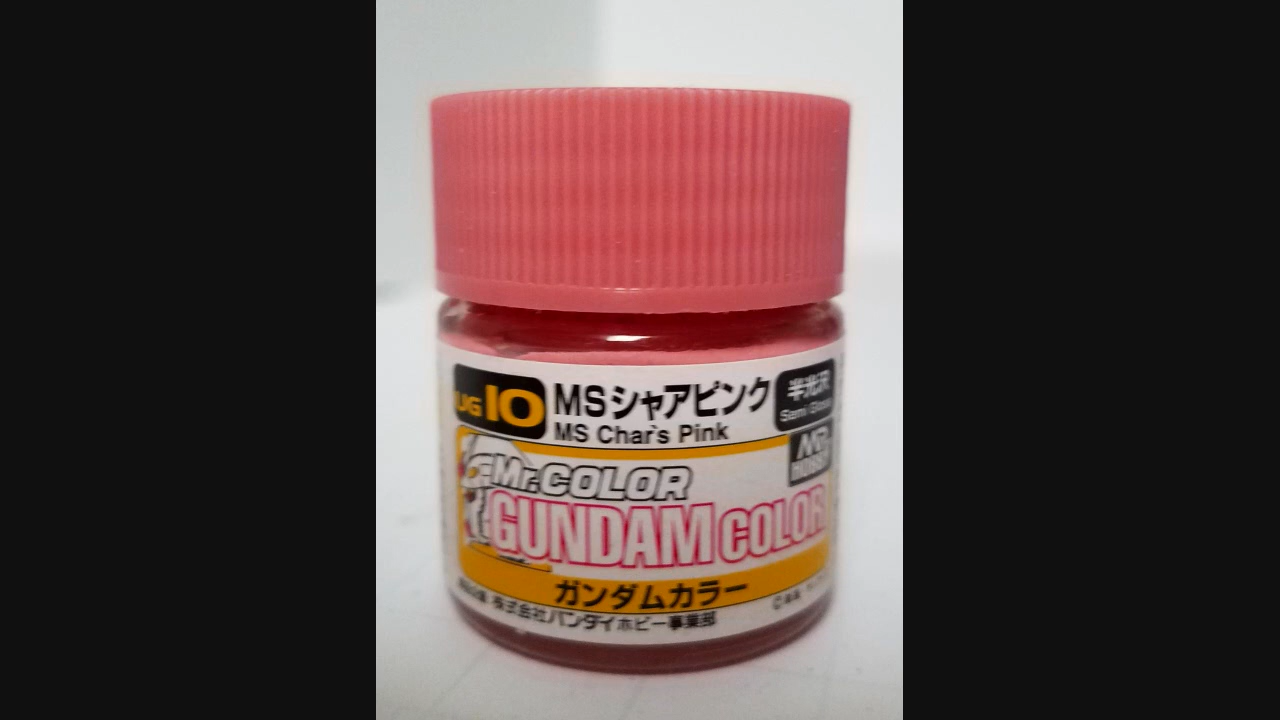 UG10
MSシャアピンク
MS Char's Pink
半光沢
Semi Gloss
MR. HOBBY
Mr.COLOR
GUNDAM COLOR
ガンダムカラー
株式会社バンダイホビー事業部